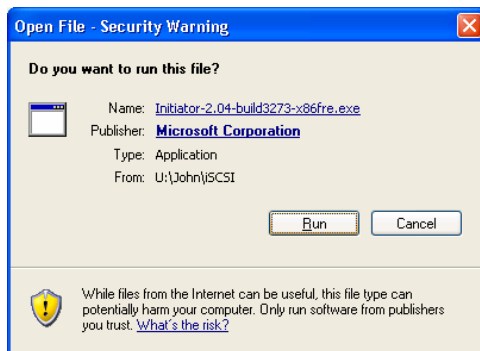 Open File - Security Warning
Do you want to run this file?
Name: Initiator-2.04-build3273-x86fre.exe
Publisher: Microsoft Corporation
Type: Application
From: U:\John\iSCSI
Run Cancel
While files from the Internet can be useful, this file type can
potentially harm your computer. Only run software from publishers
you trust. What's the risk?